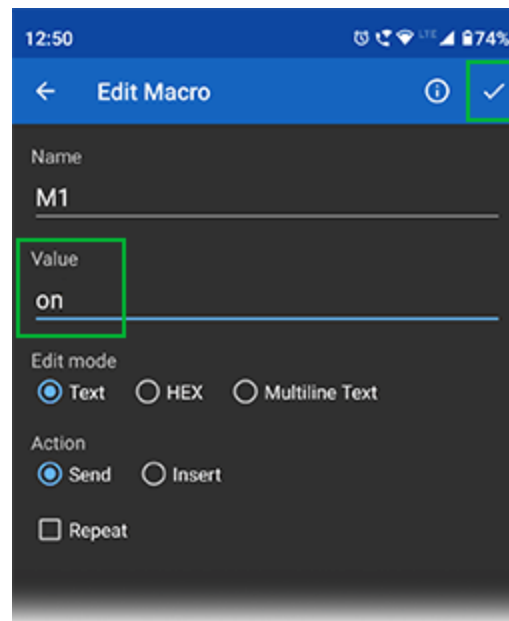 12:50 LTE 74%
Edit Macro
Name
M1
Value
on
Edit mode
Text HEX Multiline Text
Action
Send Insert
Repeat